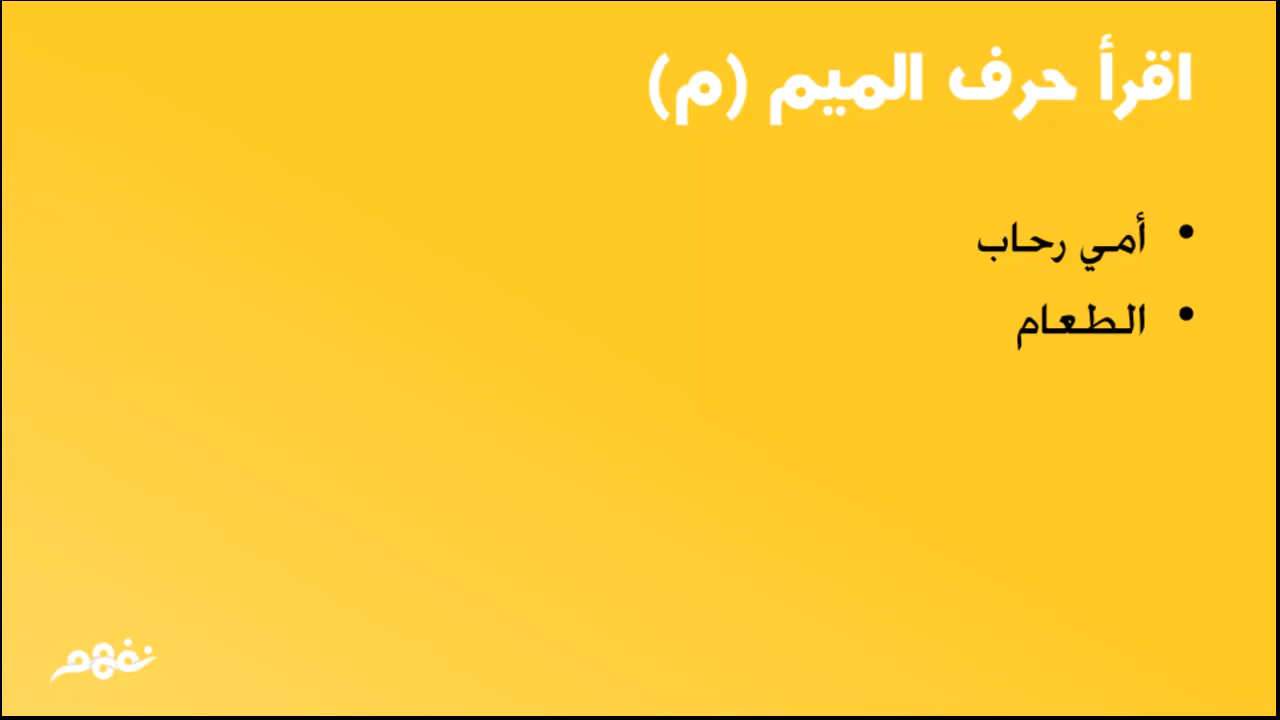 اقرأ حرف الميم (م)
• أمي رحاب
• الطعام
نفهم